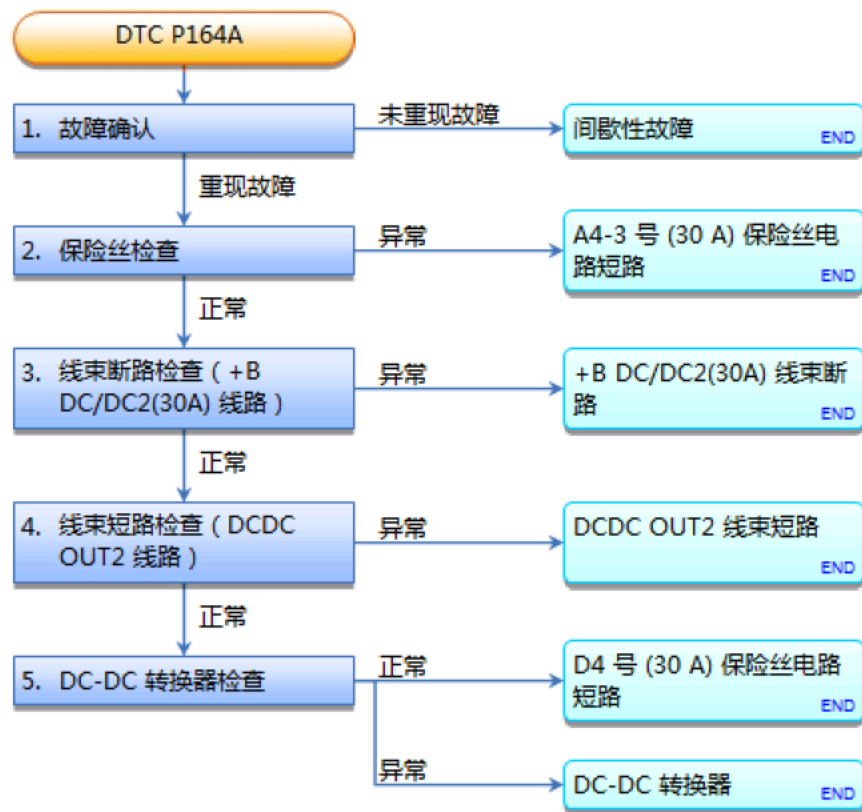 DTC P164A
1. 故障确认
未重现故障
间歇性故障
END
重现故障
2. 保险丝检查
异常
A4-3 号 (30 A) 保险丝电
路短路
END
正常
3. 线束断路检查（+B
DC/DC2(30A) 线路）
异常
+B DC/DC2(30A) 线束断
路
END
正常
4. 线束短路检查（DCDC
OUT2 线路）
异常
DCDC OUT2 线束短路
END
正常
5. DC-DC 转换器检查
正常
D4 号 (30 A) 保险丝电路
短路
END
异常
DC-DC 转换器
END